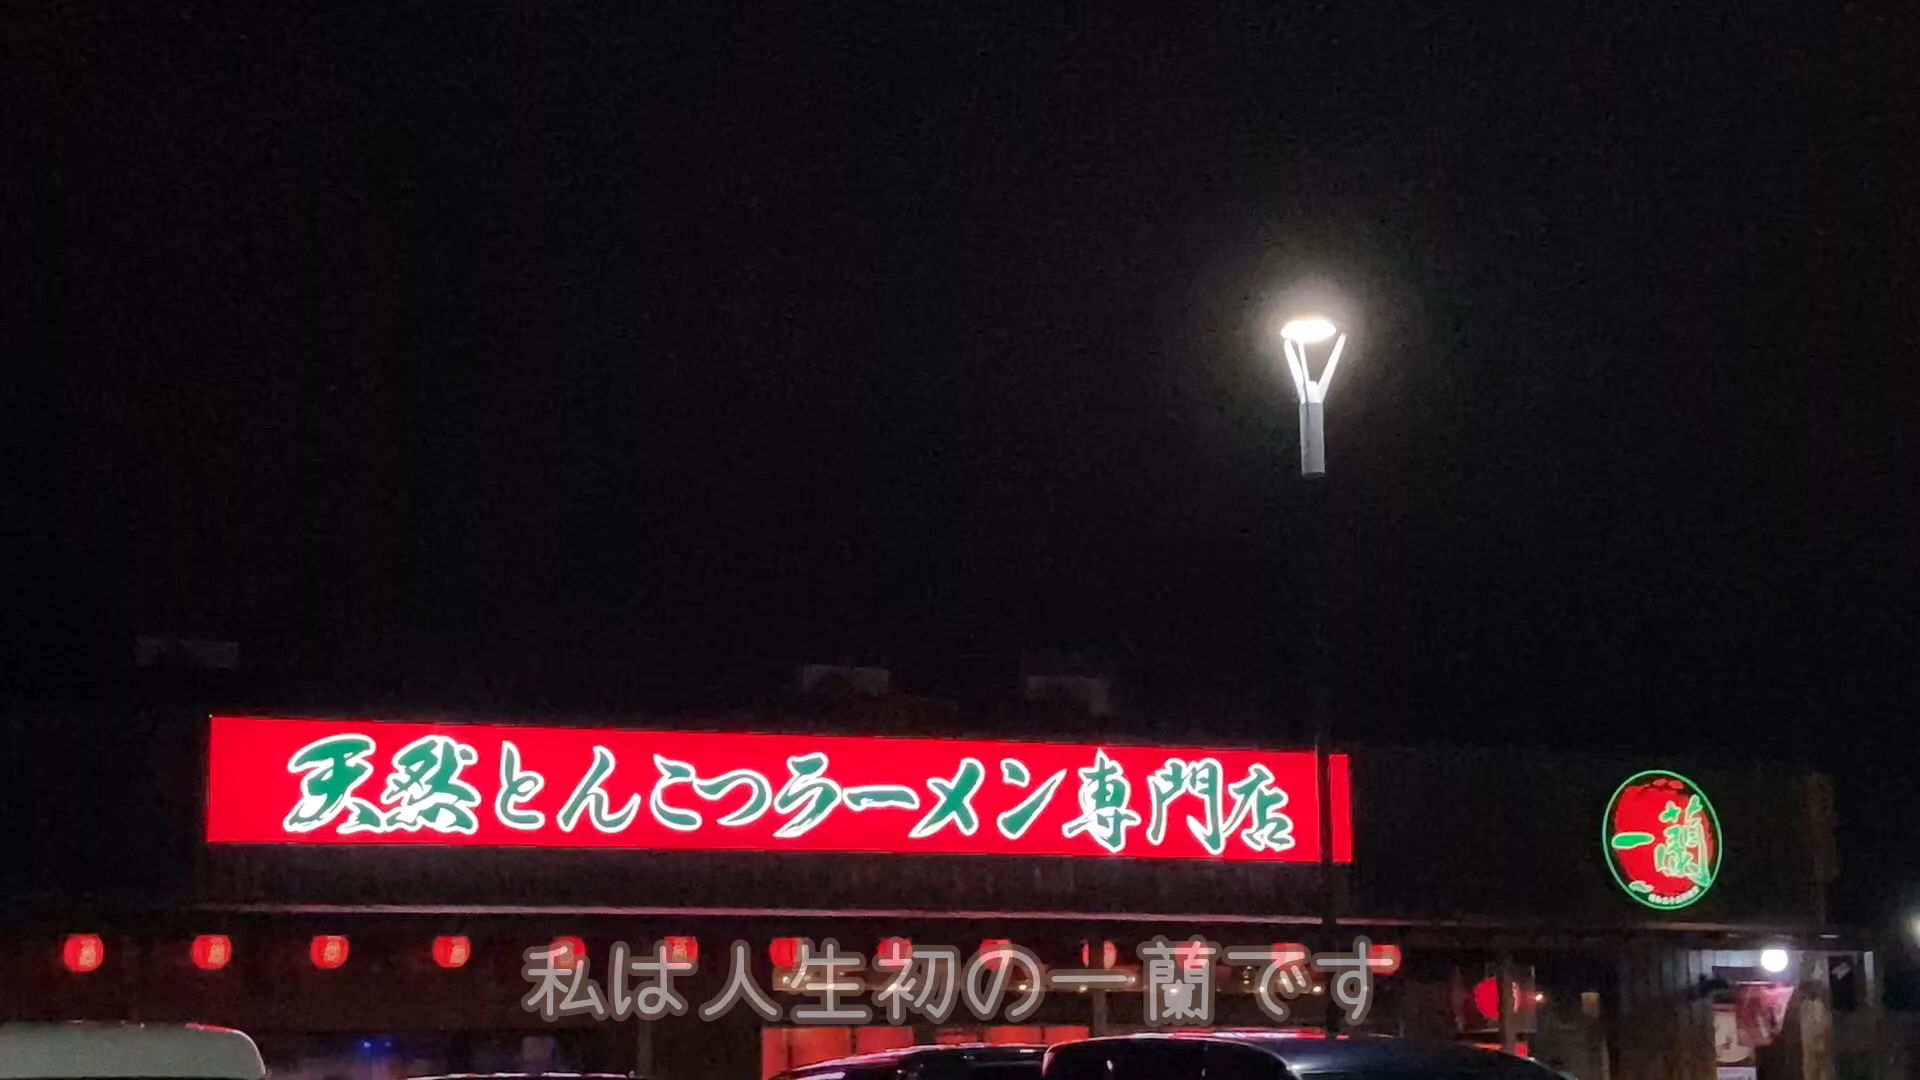 天然とんこつラーメン専門店
一蘭
私は人生初の一蘭です